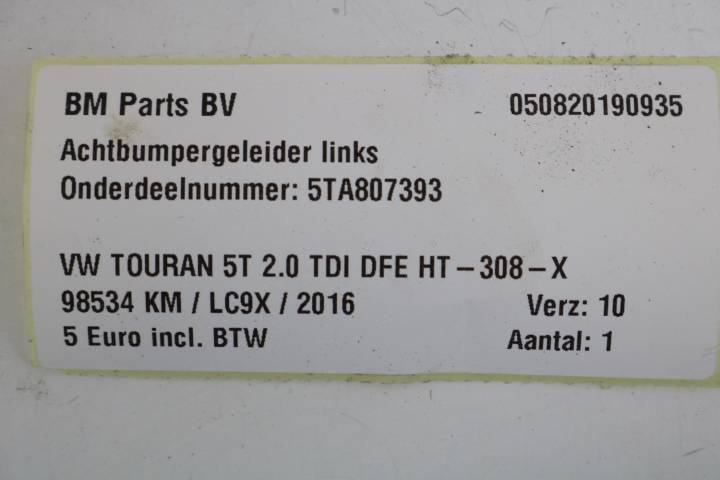 BM Parts BV 050820190935
Achtbumpergeleider links
Onderdeelnummer: 5TA807393
VW TOURAN 5T 2.0 TDI DFE HT-308-X
98534 KM / LC9X / 2016 Verz: 10
5 Euro incl. BTW Aantal: 1